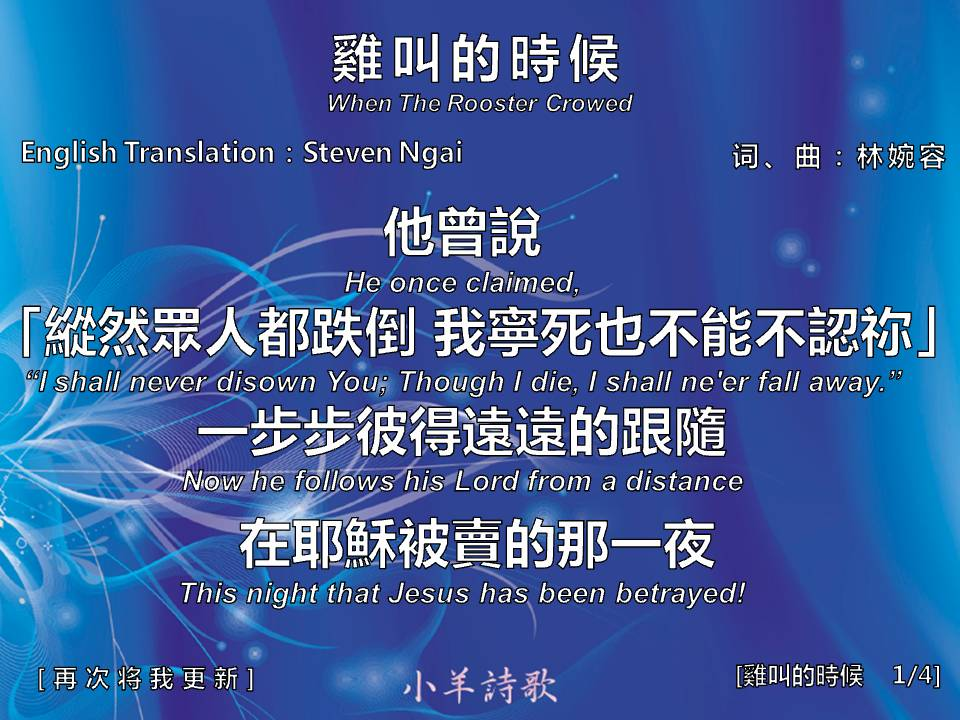 雞叫的時候
When The Rooster Crowed
English Translation：Steven Ngai
词、曲：林婉容
他曾說
He once claimed,
「縱然眾人都跌倒 我寧死也不能不認祢」
“I shall never disown You; Though I die, I shall ne'er fall away.”
一步步彼得遠遠的跟隨
Now he follows his Lord from a distance
在耶穌被賣的那一夜
This night that Jesus has been betrayed!
[再次将我更新]
小羊詩歌
[雞叫的時候 1/4]